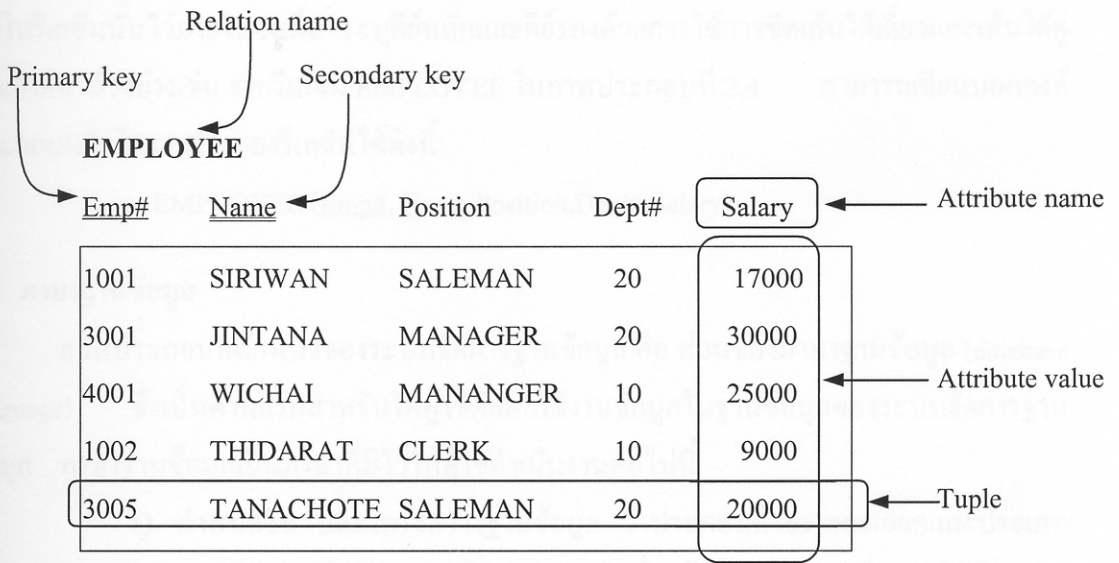 Relation name
Primary key
Secondary key
EMPLOYEE
Emp# Name Position Dept# Salary
Attribute name
1001 SIRIWAN SALEMAN 20 17000
3001 JINTANA MANAGER 20 30000
4001 WICHAI MANANGER 10 25000
Attribute value
1002 THIDARAT CLERK 10 9000
3005 TANACHOTE SALEMAN 20 20000
Tuple